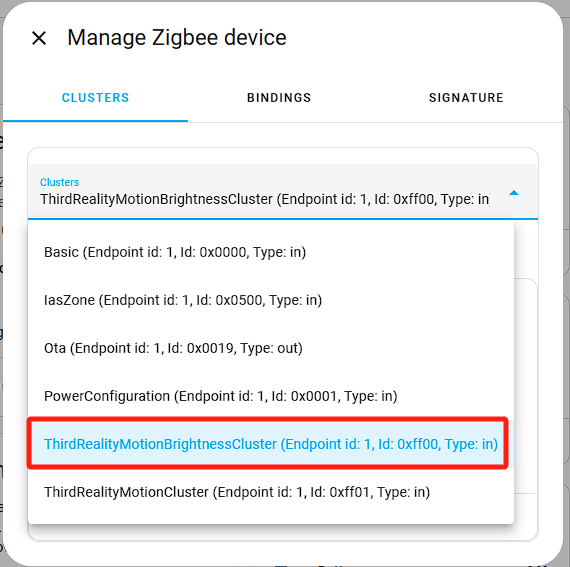 Manage Zigbee device
CLUSTERS
BINDINGS
SIGNATURE
Clusters
ThirdRealityMotionBrightnessCluster (Endpoint id: 1, Id: 0xff00, Type: in
Basic (Endpoint id: 1, Id: 0x0000, Type: in)
IasZone (Endpoint id: 1, Id: 0x0500, Type: in)
Ota (Endpoint id: 1, Id: 0x0019, Type: out)
PowerConfiguration (Endpoint id: 1, Id: 0x0001, Type: in)
ThirdRealityMotionBrightnessCluster (Endpoint id: 1, Id: 0xff00, Type: in)
ThirdRealityMotionCluster (Endpoint id: 1, Id: 0xff01, Type: in)